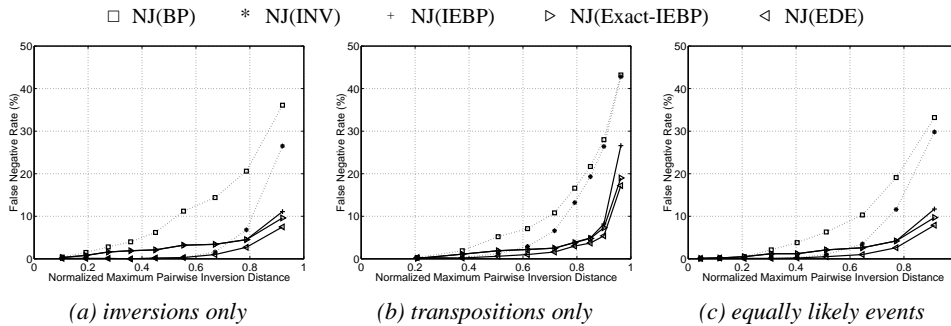 NJ(BP) NJ(INV) NJ(IEBP) NJ(Exact-IEBP) NJ(EDE)
50
40
30
20
10
0
False Negative Rate (%)
0 0.2 0.4 0.6 0.8 1
Normalized Maximum Pairwise Inversion Distance
(a) inversions only
50
40
30
20
10
0
False Negative Rate (%)
0 0.2 0.4 0.6 0.8 1
Normalized Maximum Pairwise Inversion Distance
(b) transpositions only
50
40
30
20
10
0
False Negative Rate (%)
0 0.2 0.4 0.6 0.8
Normalized Maximum Pairwise Inversion Distance
(c) equally likely events